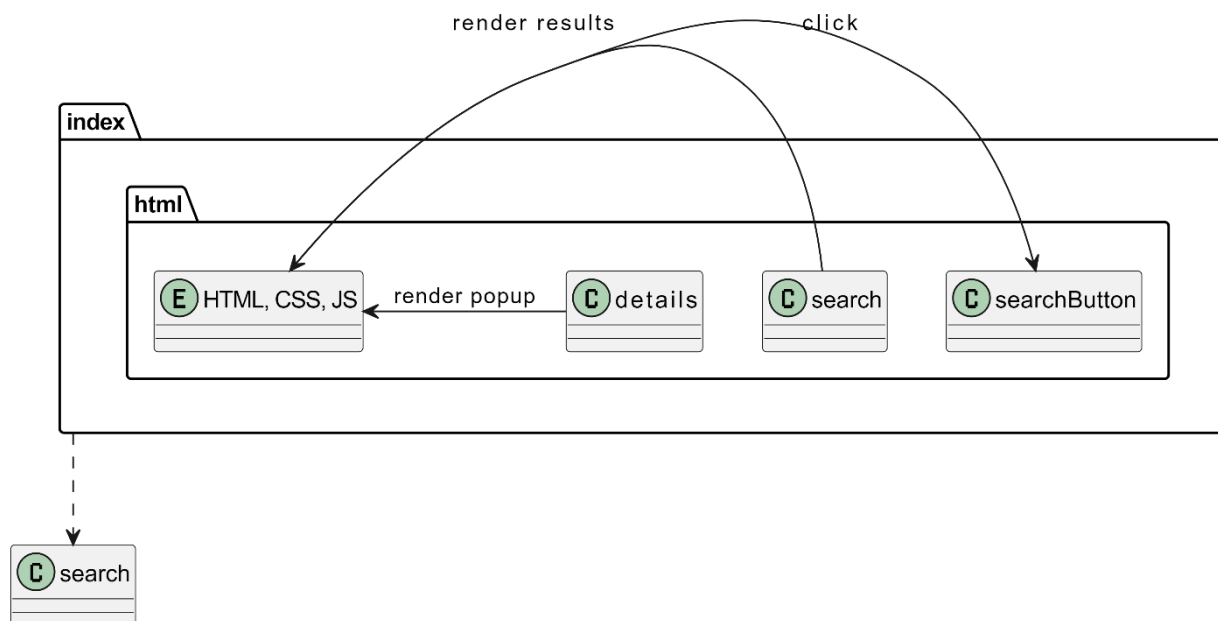 render results
click
index
html
E HTML, CSS, JS
render popup
C details
C search
C searchButton
C search